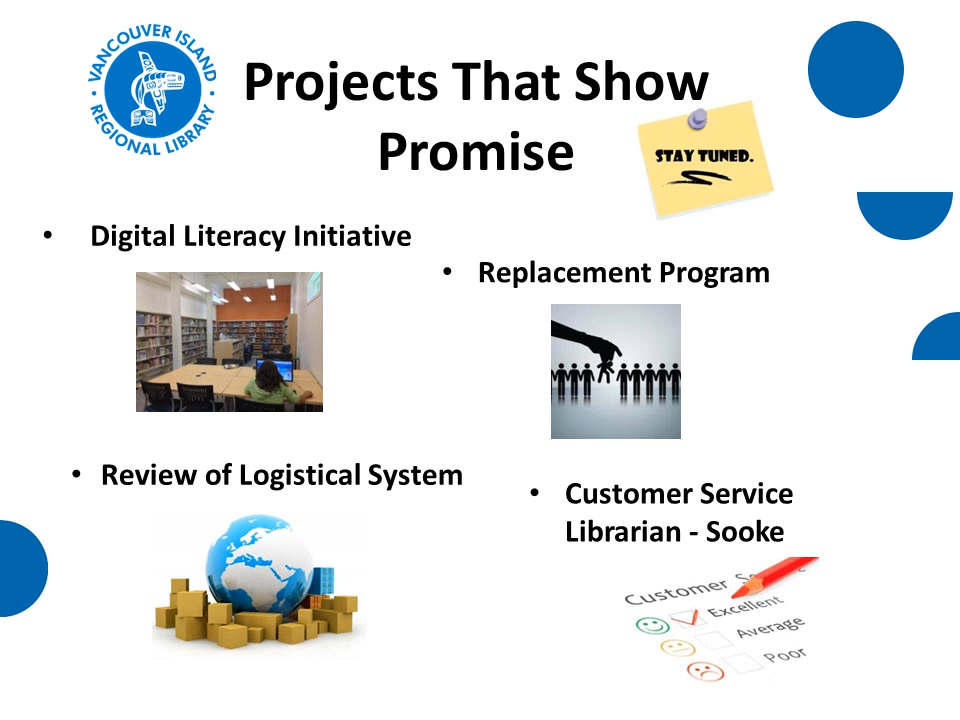 VANCOUVER ISLAND
REGIONAL LIBRARY
Projects That Show
Promise
STAY TUNED.
• Digital Literacy Initiative
• Replacement Program
• Review of Logistical System
• Customer Service
Librarian - Sooke
Customer
Excellent
Average
Poor